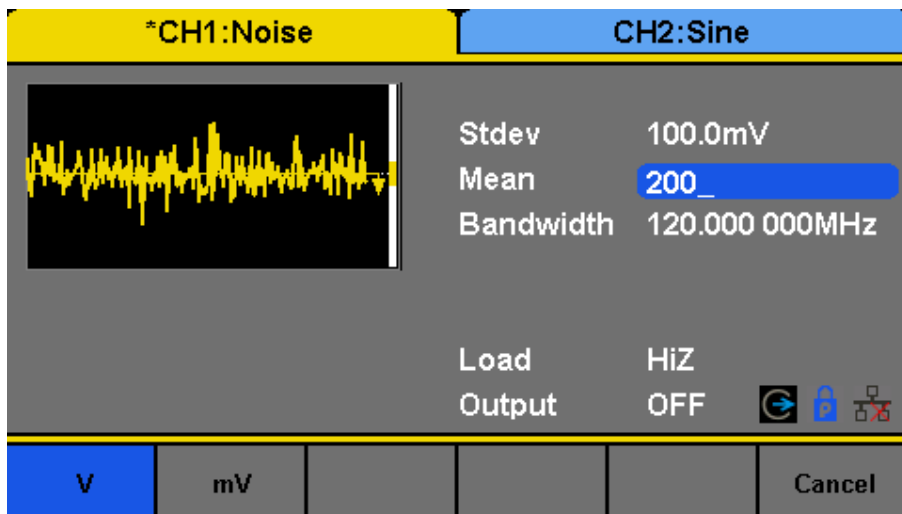 *CH1:Noise CH2:Sine
Stdev 100.0mV
Mean 200_
Bandwidth 120.000 000MHz
Load HiZ
Output OFF P
V mV Cancel